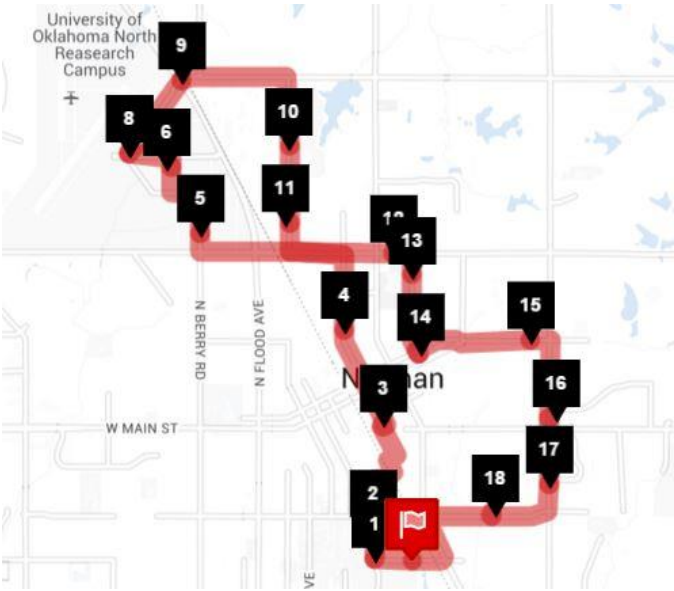 University of
Oklahoma North
Reasearch
Campus
9
8
6
10
5
11
13
4
14
15
N BERRY RD
N FLOOD AVE
3
16
W MAIN ST
17
2
18
1